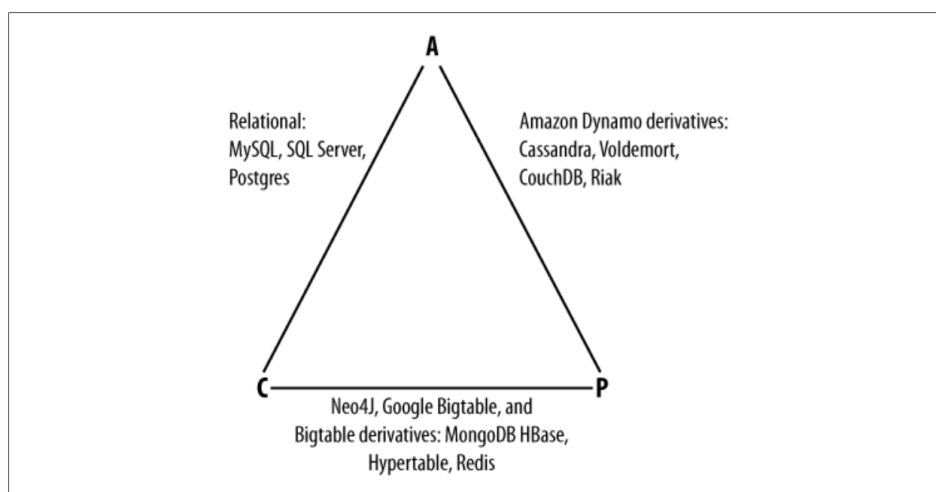 A
Relational:
MySQL, SQL Server,
Postgres
Amazon Dynamo derivatives:
Cassandra, Voldemort,
CouchDB, Riak
C
P
Neo4J, Google Bigtable, and
Bigtable derivatives: MongoDB HBase,
Hypertable, Redis